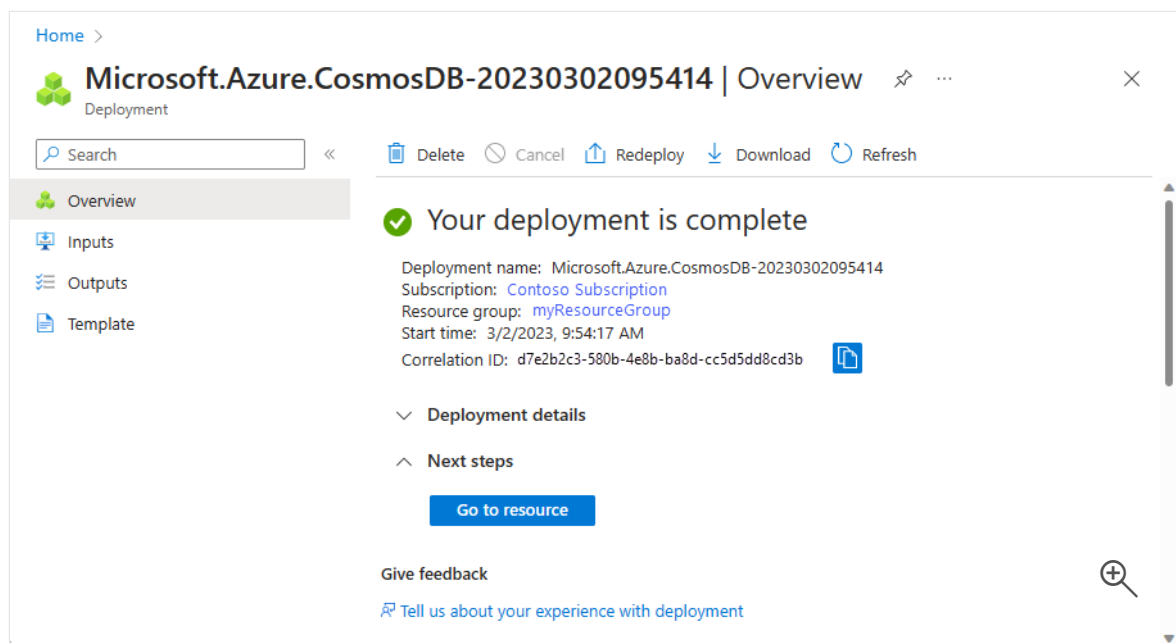 Home >
Microsoft.Azure.CosmosDB-20230302095414 | Overview ...
Deployment
Search «
Delete Cancel Redeploy Download Refresh
Overview
Inputs
Outputs
Template
Your deployment is complete
Deployment name: Microsoft.Azure.CosmosDB-20230302095414
Subscription: Contoso Subscription
Resource group: myResourceGroup
Start time: 3/2/2023, 9:54:17 AM
Correlation ID: d7e2b2c3-580b-4e8b-ba8d-cc5d5dd8cd3b
Deployment details
Next steps
Go to resource
Give feedback
Tell us about your experience with deployment